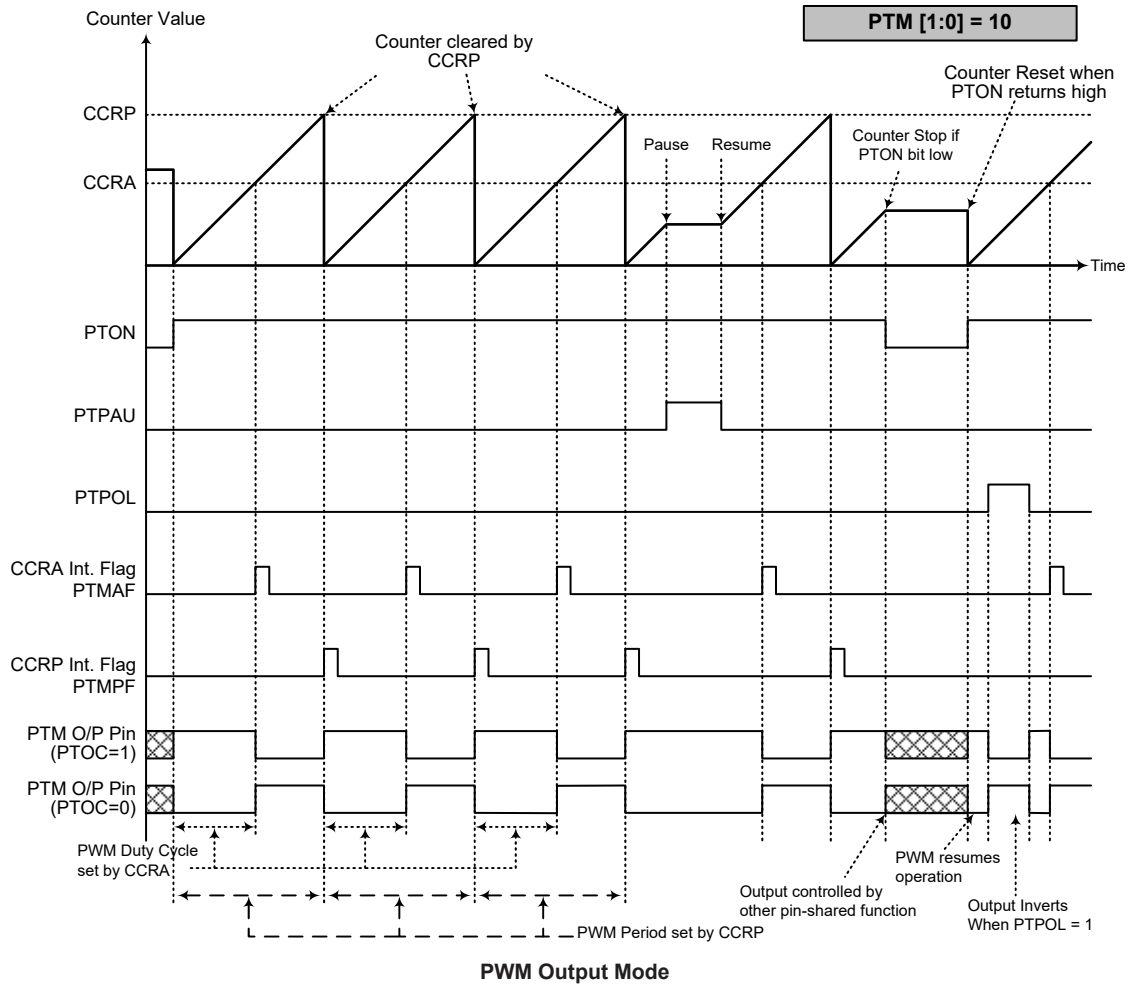 Counter Value
PTM [1:0] = 10
Counter cleared by
CCRP
Counter Reset when
PTON returns high
CCRP
Pause
Resume
Counter Stop if
PTON bit low
CCRA
Time
PTON
PTPAU
PTPOL
CCRA Int. Flag
PTMAF
CCRP Int. Flag
PTMPF
PTM O/P Pin
(PTOC=1)
PTM O/P Pin
(PTOC=0)
PWM Duty Cycle
set by CCRA
PWM resumes
operation
Output controlled by
other pin-shared function
Output Inverts
When PTPOL = 1
PWM Period set by CCRP
PWM Output Mode